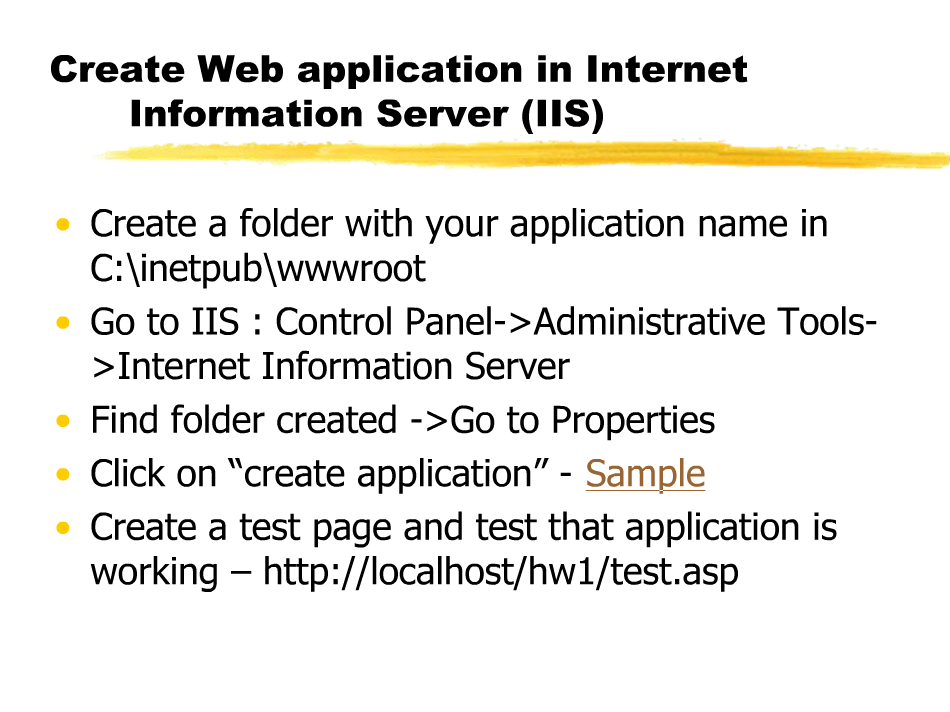 Create Web application in Internet
Information Server (IIS)
• Create a folder with your application name in
C:\inetpub\wwwroot
• Go to IIS : Control Panel->Administrative Tools-
>Internet Information Server
• Find folder created ->Go to Properties
• Click on “create application” - Sample
• Create a test page and test that application is
working – http://localhost/hw1/test.asp